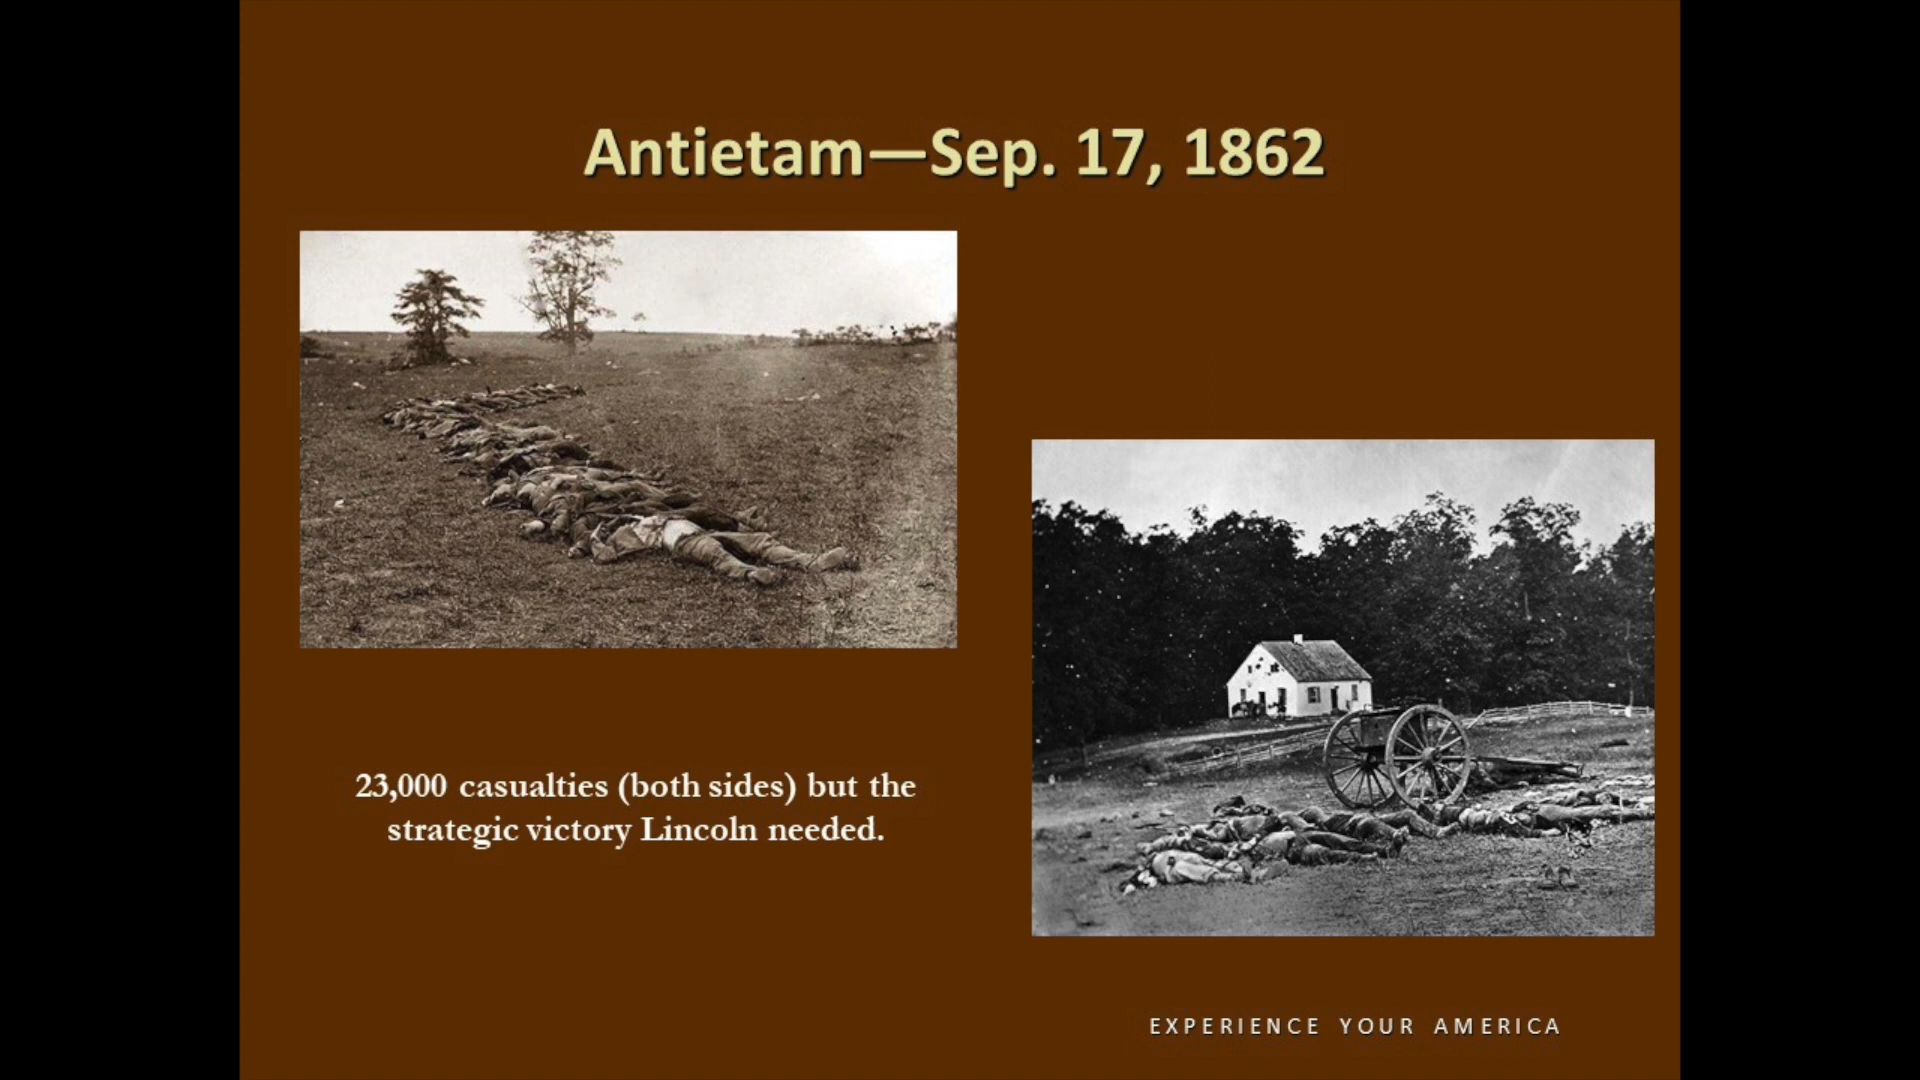 Antietam—Sep. 17, 1862
23,000 casualties (both sides) but the
strategic victory Lincoln needed.
EXPERIENCE YOUR AMERICA